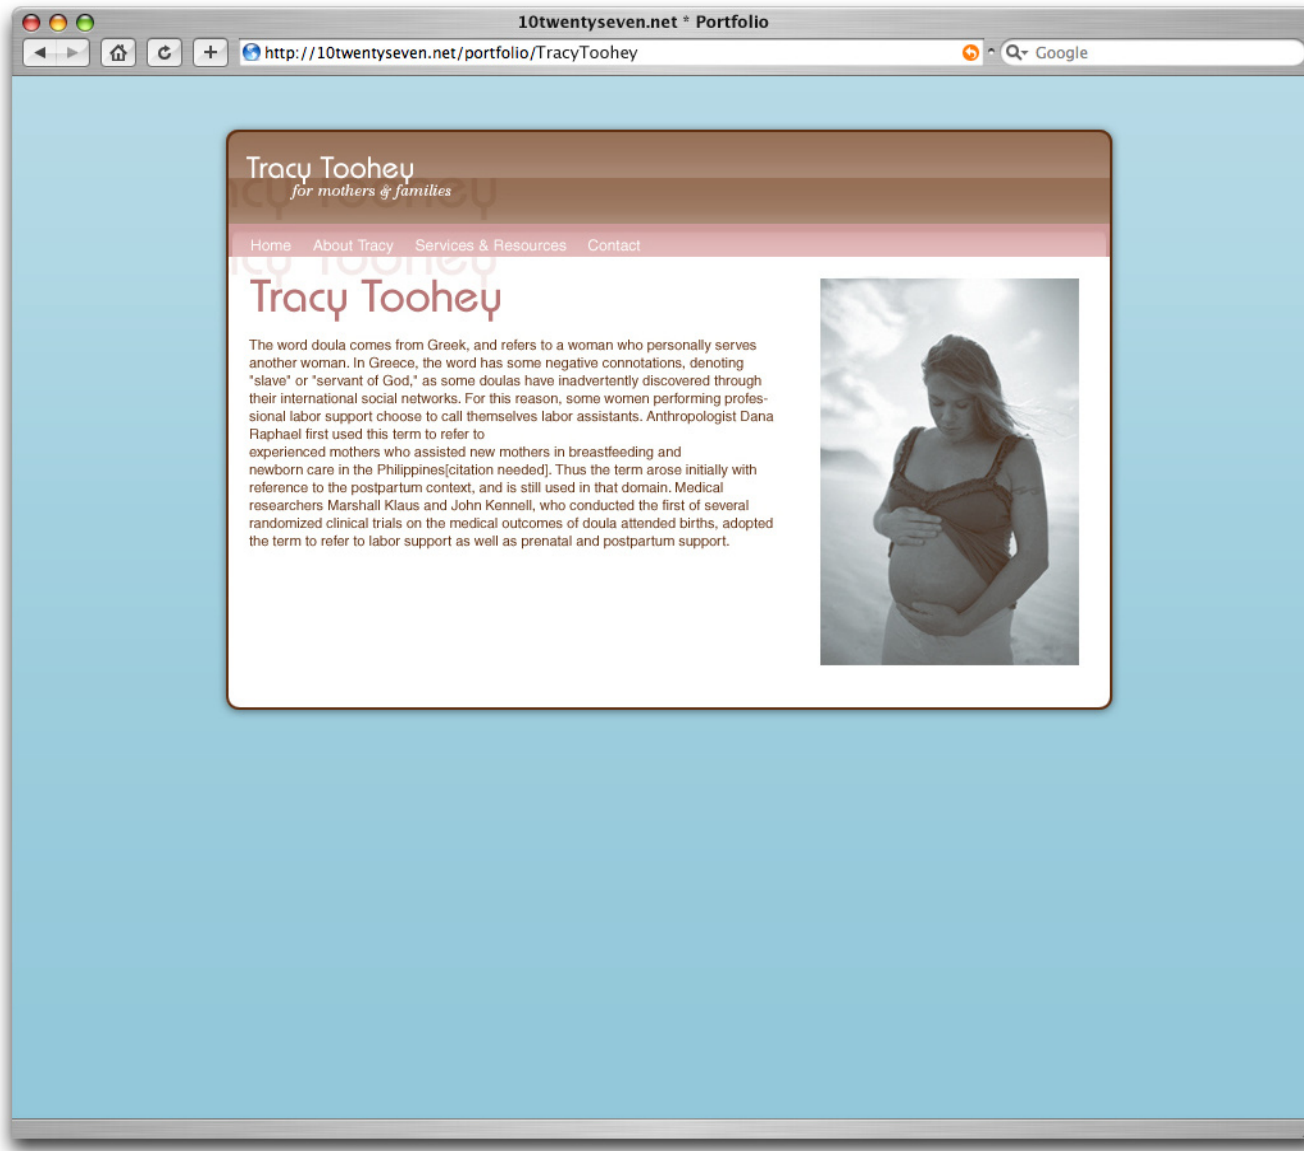 10twentyseven.net * Portfolio
http://10twentyseven.net/portfolio/TracyToohey
Google
Tracy Toohey
for mothers & families
Home About Tracy Services & Resources Contact
Tracy Toohey
The word doula comes from Greek, and refers to a woman who personally serves
another woman. In Greece, the word has some negative connotations, denoting
"slave" or "servant of God," as some doulas have inadvertently discovered through
their international social networks. For this reason, some women performing profes-
sional labor support choose to call themselves labor assistants. Anthropologist Dana
Raphael first used this term to refer to
experienced mothers who assisted new mothers in breastfeeding and
newborn care in the Philippines[citation needed]. Thus the term arose initially with
reference to the postpartum context, and is still used in that domain. Medical
researchers Marshall Klaus and John Kennell, who conducted the first of several
randomized clinical trials on the medical outcomes of doula attended births, adopted
the term to refer to labor support as well as prenatal and postpartum support.